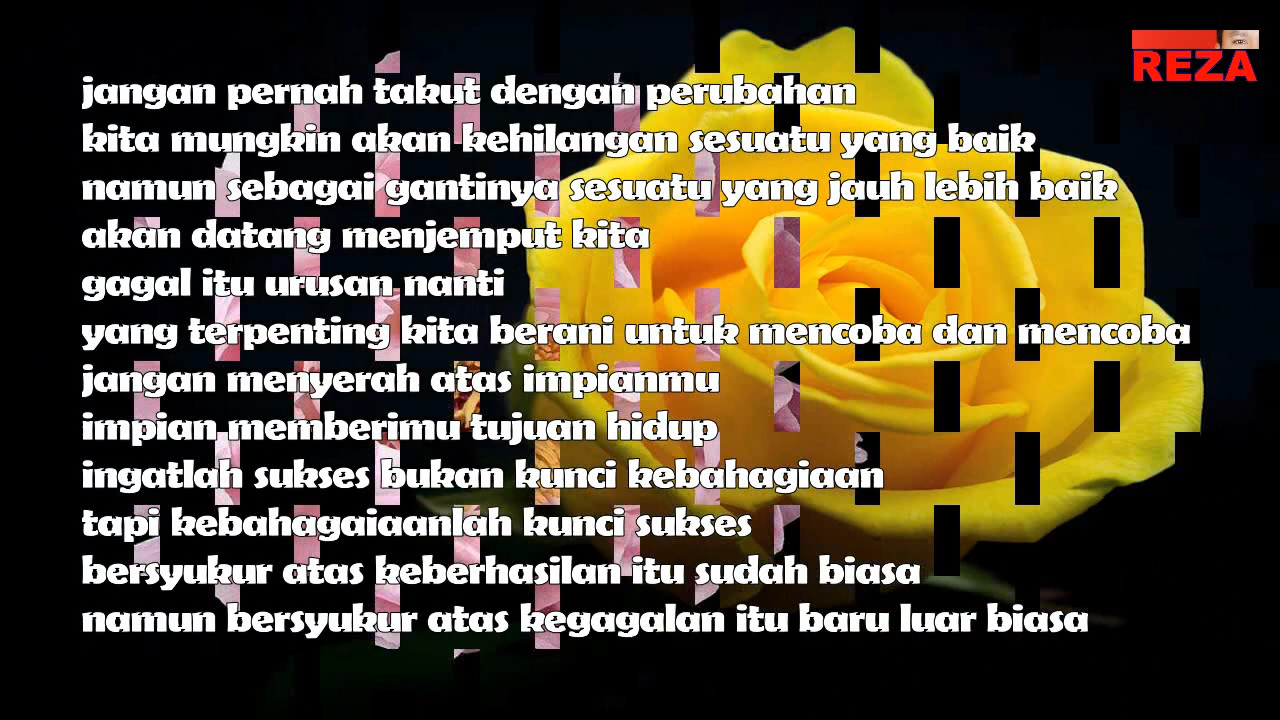 REZA
jangan pernah takut dengan perubahan
kita mungkin akan kehilangan sesuatu yang baik
namun sebagai gantinya sesuatu yang jauh lebih baik
akan datang menjemput kita
gagal itu urusan nanti
yang terpenting kita berani untuk mencoba dan mencoba
jangan menyerah atas impianmu
impian memberimu tujuan hidup
ingatlah sukses bukan kunci kebahagiaan
tapi kebahagaiaanlah kunci sukses
bersyukur atas keberhasilan itu sudah biasa
namun bersyukur atas kegagalan itu baru luar biasa